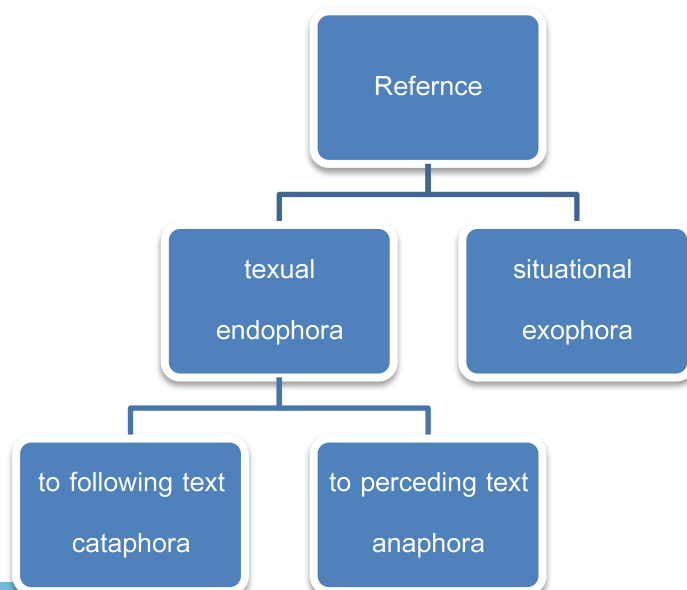 Refernce
texual
endophora
situational
exophora
to following text
cataphora
to perceding text
anaphora